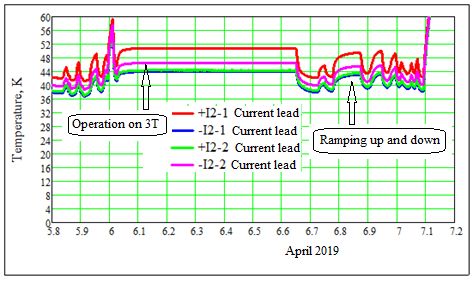 60
56
52
48
44
40
36
32
28
24
20
16
12
8
4
0
Temperature, K
Operation on 3T
+I2-1 Current lead
-I2-1 Current lead
+I2-2 Current lead
-I2-2 Current lead
Ramping up and down
5.8 5.9 6 6.1 6.2 6.3 6.4 6.5 6.6 6.7 6.8 6.9 7 7.1 7.2
April 2019